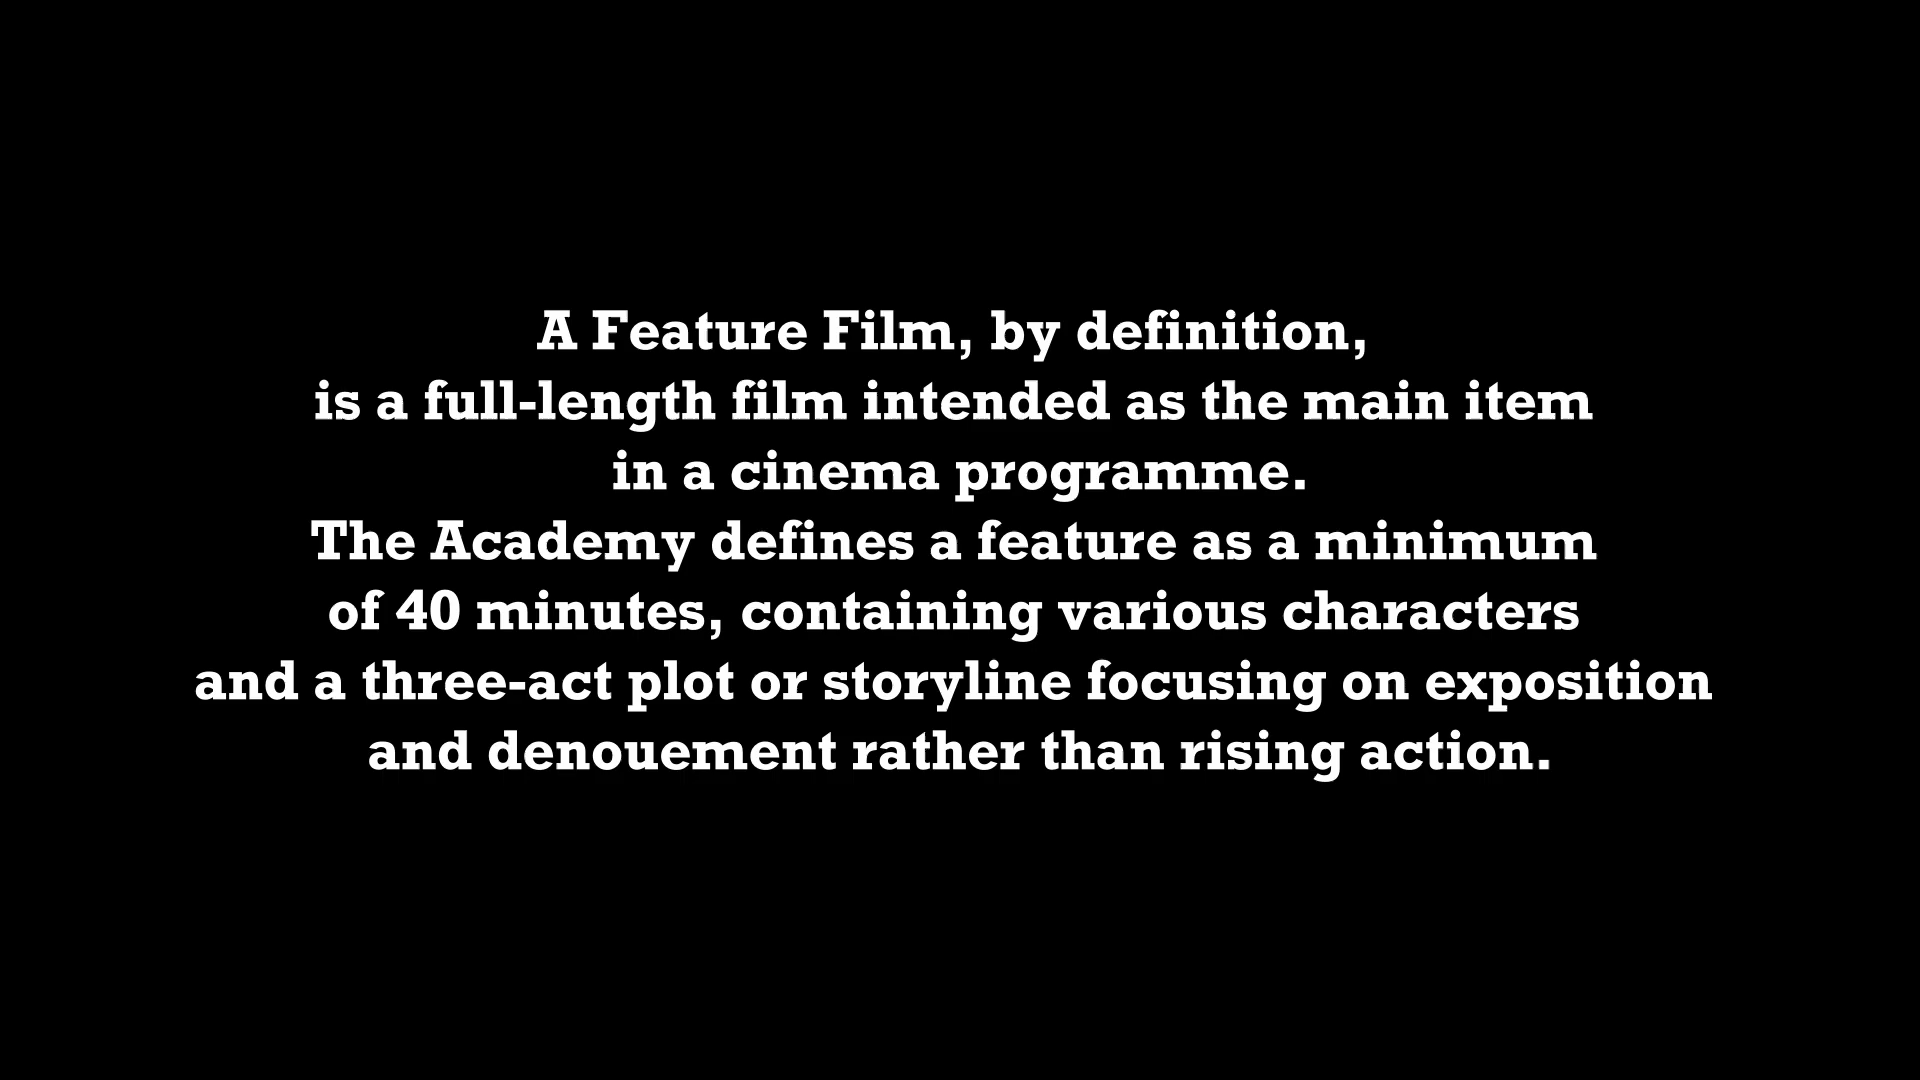 A Feature Film, by definition,
is a full-length film intended as the main item
in a cinema programme.
The Academy defines a feature as a minimum
of 40 minutes, containing various characters
and a three-act plot or storyline focusing on exposition
and denouement rather than rising action.